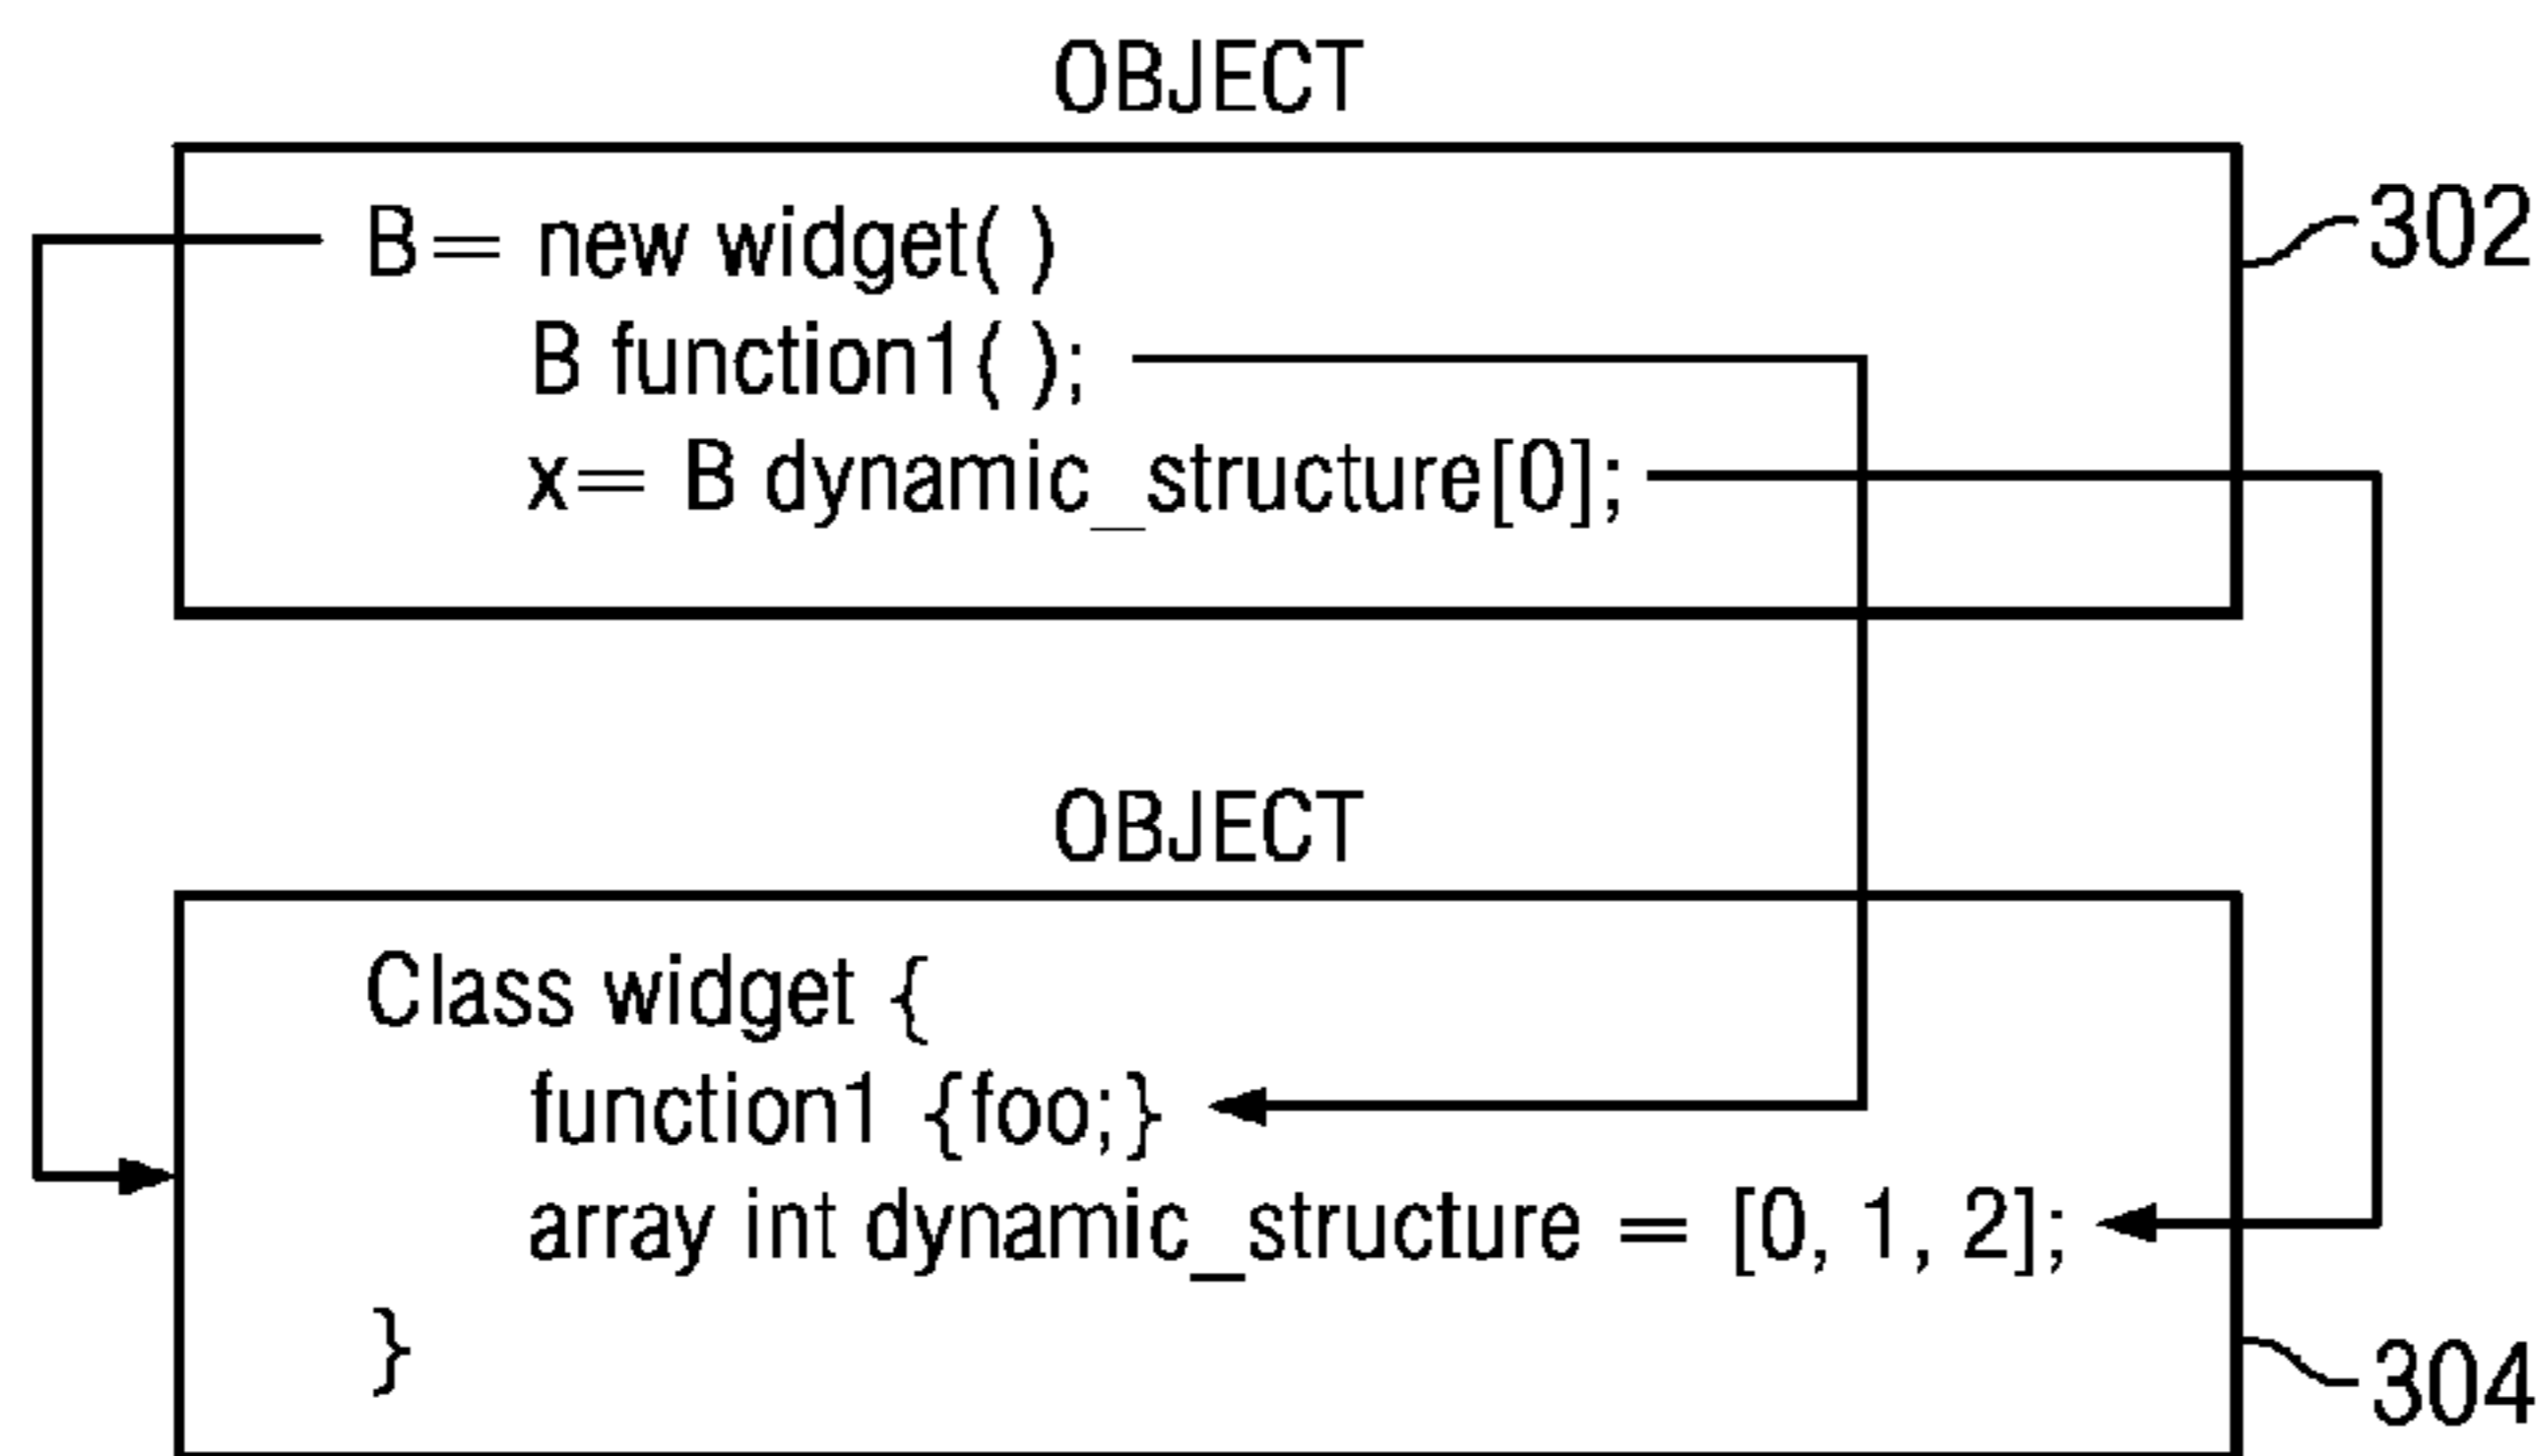 OBJECT
B= new widget( ) 302
B function1( );
x= B dynamic_structure[0];
OBJECT
Class widget {
function1 {foo;}
array int dynamic_structure = [0, 1, 2];
}
304